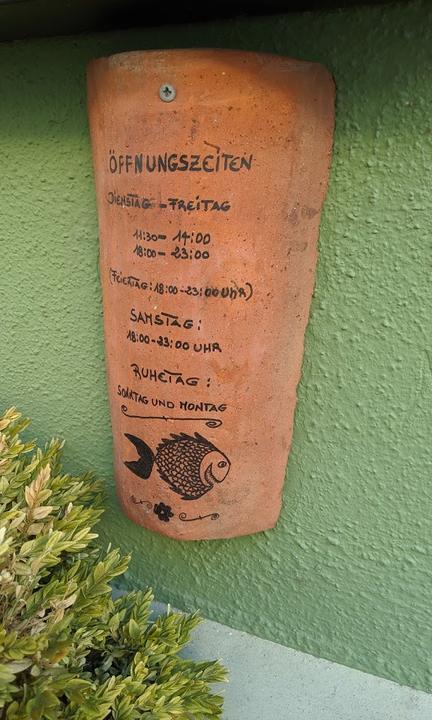 ÖFFNUNGSZEITEN
DIENSTAG - FREITAG
11:30 - 14:00
18:00 - 23:00
(FEIERTAG: 18:00 - 23:00 UHR)
SAMSTAG:
18:00 - 23:00 UHR
RUHETAG:
SONNTAG UND MONTAG